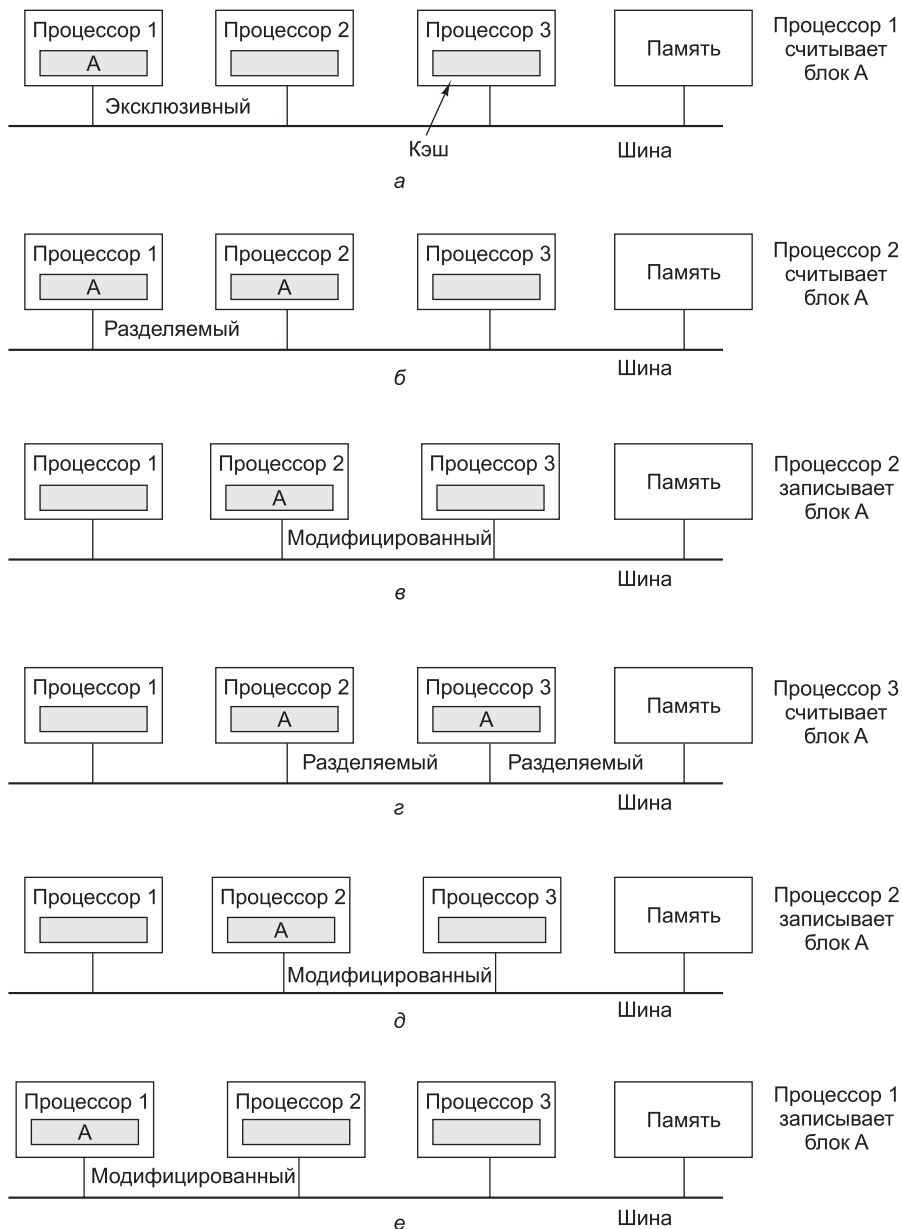 Процессор 1
Процессор 2
Процессор 3
Память
Процессор 1
считывает
блок А
А
Эксклюзивный
Кэш
Шина
а
Процессор 1
Процессор 2
Процессор 3
Память
Процессор 2
считывает
блок А
А
А
Разделяемый
Шина
б
Процессор 1
Процессор 2
Процессор 3
Память
Процессор 2
записывает
блок А
А
Модифицированный
Шина
в
Процессор 1
Процессор 2
Процессор 3
Память
Процессор 3
считывает
блок А
А
А
Разделяемый
Разделяемый
Шина
г
Процессор 1
Процессор 2
Процессор 3
Память
Процессор 2
записывает
блок А
А
Модифицированный
Шина
д
Процессор 1
Процессор 2
Процессор 3
Память
Процессор 1
записывает
блок А
А
Модифицированный
Шина
е